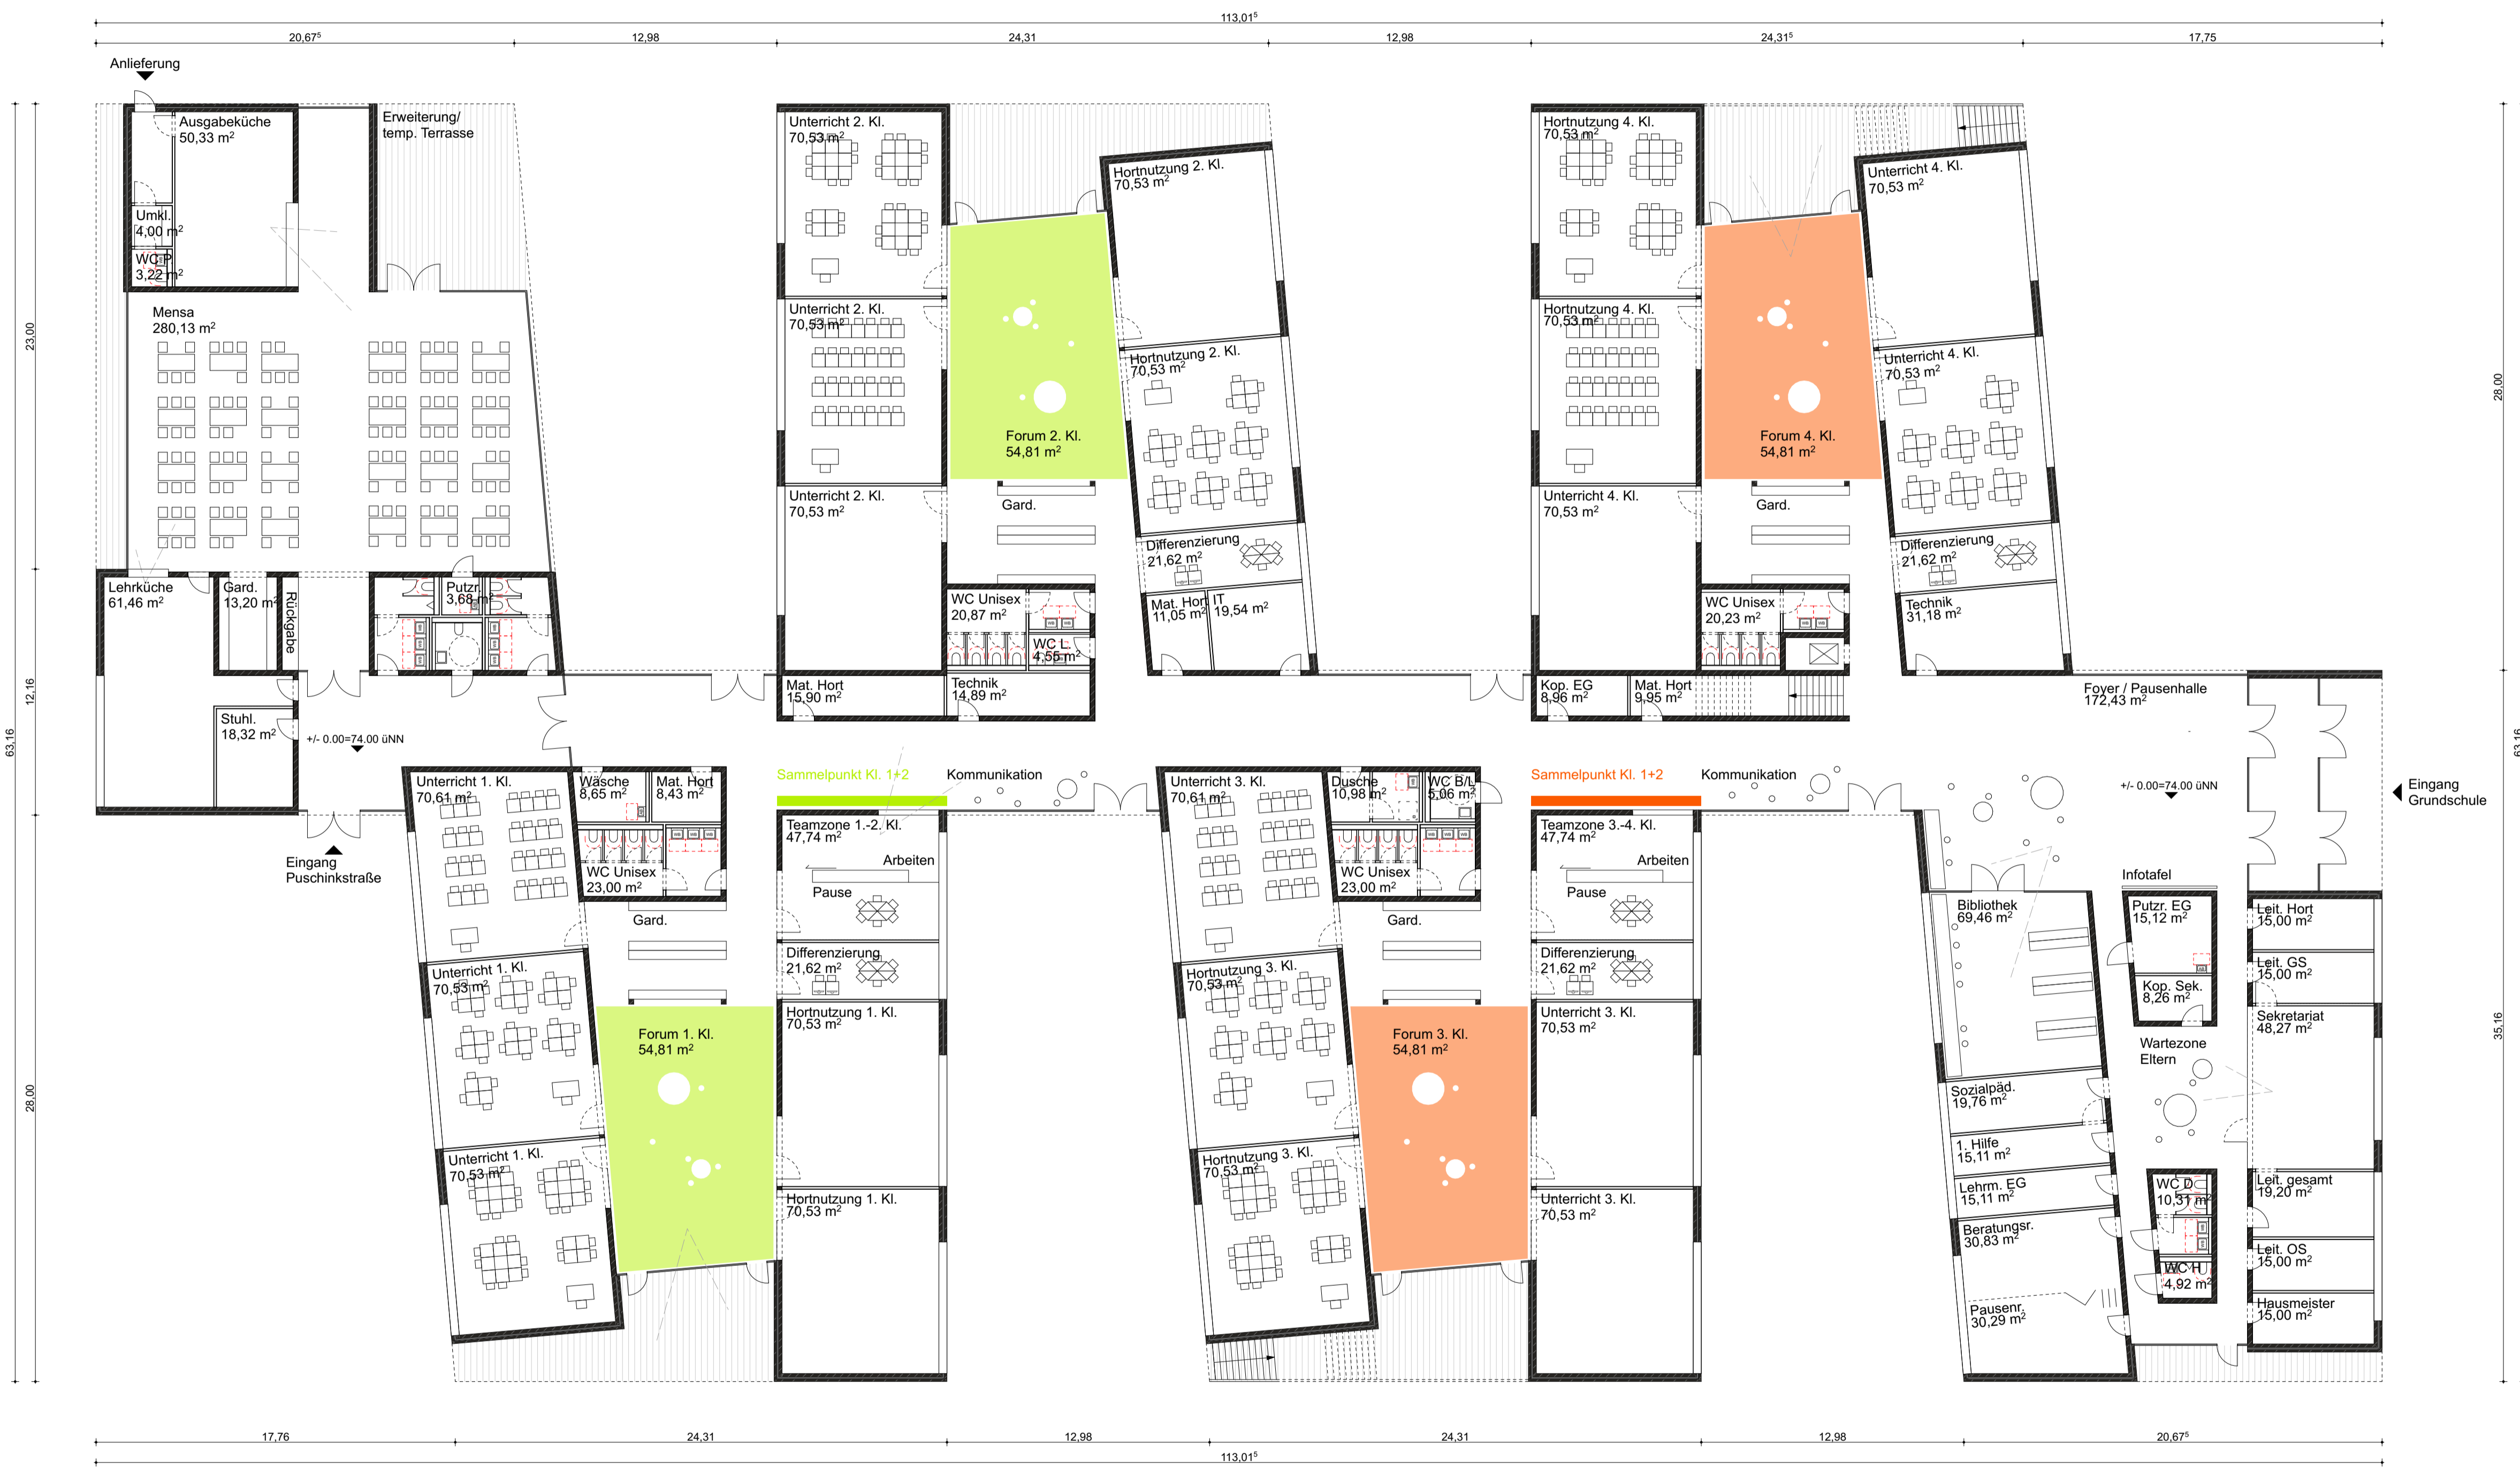 113,01⁵
20,67⁵
12,98
24,31
12,98
24,31⁵
17,75
Anlieferung
Ausgabeküche
50,33 m²
Umkl.
4,00 m²
WC P
3,22 m²
Erweiterung/
temp. Terrasse
Mensa
280,13 m²
Lehrküche
61,46 m²
Gard.
13,20 m²
Rückgabe
Putzr.
3,68 m²
Stuhl.
18,32 m²
+/- 0.00=74.00 üNN
Eingang
Puschinkstraße
23,00
12,16
63,16
28,00
Unterricht 2. Kl.
70,53 m²
Unterricht 2. Kl.
70,53 m²
Unterricht 2. Kl.
70,53 m²
Forum 2. Kl.
54,81 m²
Gard.
Hortnutzung 2. Kl.
70,53 m²
Hortnutzung 2. Kl.
70,53 m²
Differenzierung
21,62 m²
Mat. Hort
11,05 m²
IT
19,54 m²
WC Unisex
20,87 m²
WC L.
4,55 m²
Mat. Hort
15,90 m²
Technik
14,89 m²
Hortnutzung 4. Kl.
70,53 m²
Hortnutzung 4. Kl.
70,53 m²
Unterricht 4. Kl.
70,53 m²
Forum 4. Kl.
54,81 m²
Gard.
Unterricht 4. Kl.
70,53 m²
Unterricht 4. Kl.
70,53 m²
Differenzierung
21,62 m²
Technik
31,18 m²
WC Unisex
20,23 m²
Kop. EG
8,96 m²
Mat. Hort
9,95 m²
Foyer / Pausenhalle
172,43 m²
28,00
63,16
35,16
+/- 0.00=74.00 üNN
Eingang
Grundschule
Unterricht 1. Kl.
70,61 m²
Wäsche
8,65 m²
Mat. Hort
8,43 m²
WC Unisex
23,00 m²
Gard.
Unterricht 1. Kl.
70,53 m²
Unterricht 1. Kl.
70,53 m²
Forum 1. Kl.
54,81 m²
Sammelpunkt Kl. 1+2
Kommunikation
Teamzone 1.-2. Kl.
47,74 m²
Arbeiten
Pause
Differenzierung
21,62 m²
Hortnutzung 1. Kl.
70,53 m²
Hortnutzung 1. Kl.
70,53 m²
Unterricht 3. Kl.
70,61 m²
Dusche
10,98 m²
WC B/L
5,06 m²
WC Unisex
23,00 m²
Gard.
Hortnutzung 3. Kl.
70,53 m²
Hortnutzung 3. Kl.
70,53 m²
Forum 3. Kl.
54,81 m²
Sammelpunkt Kl. 1+2
Kommunikation
Teamzone 3.-4. Kl.
47,74 m²
Arbeiten
Pause
Differenzierung
21,62 m²
Unterricht 3. Kl.
70,53 m²
Unterricht 3. Kl.
70,53 m²
Bibliothek
69,46 m²
Infotafel
Putzr. EG
15,12 m²
Kop. Sek.
8,26 m²
Wartezone
Eltern
Leit. Hort
15,00 m²
Leit. GS
15,00 m²
Sekretariat
48,27 m²
Sozialpäd.
19,76 m²
1. Hilfe
15,11 m²
Lehrm. EG
15,11 m²
Beratungsr.
30,83 m²
Pausenr.
30,29 m²
WC D
10,31 m²
WC H
4,92 m²
Leit. gesamt
19,20 m²
Leit. OS
15,00 m²
Hausmeister
15,00 m²
17,76
24,31
12,98
24,31
12,98
20,67⁵
113,01⁵